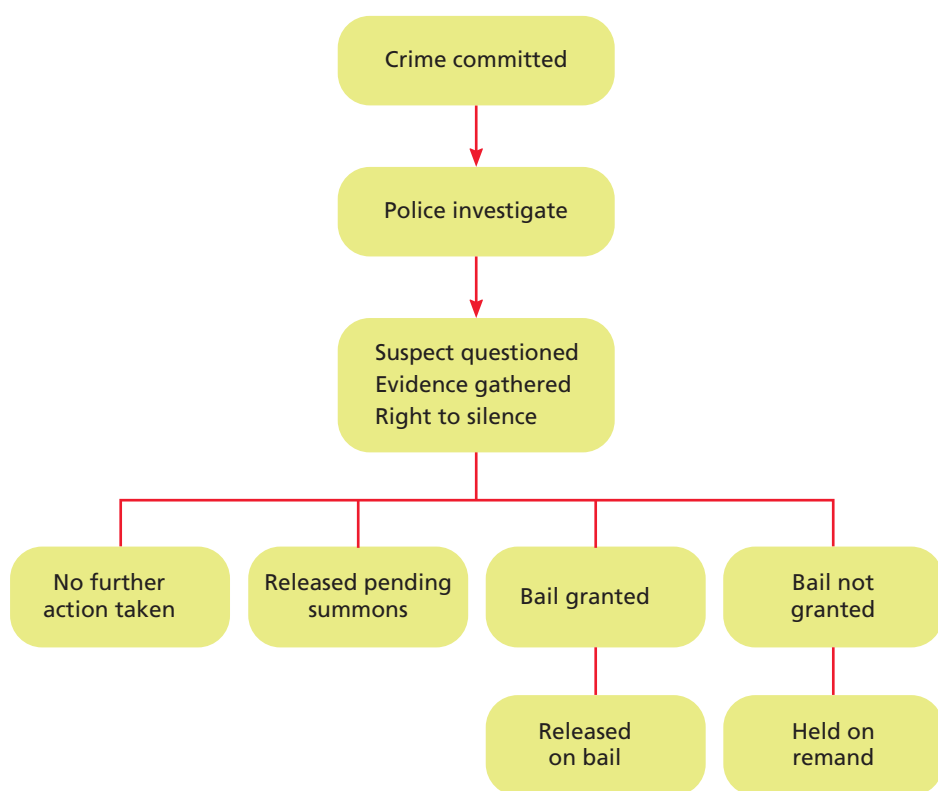 Crime committed
Police investigate
Suspect questioned
Evidence gathered
Right to silence
No further
action taken
Released pending
summons
Bail granted
Bail not
granted
Released
on bail
Held on
remand